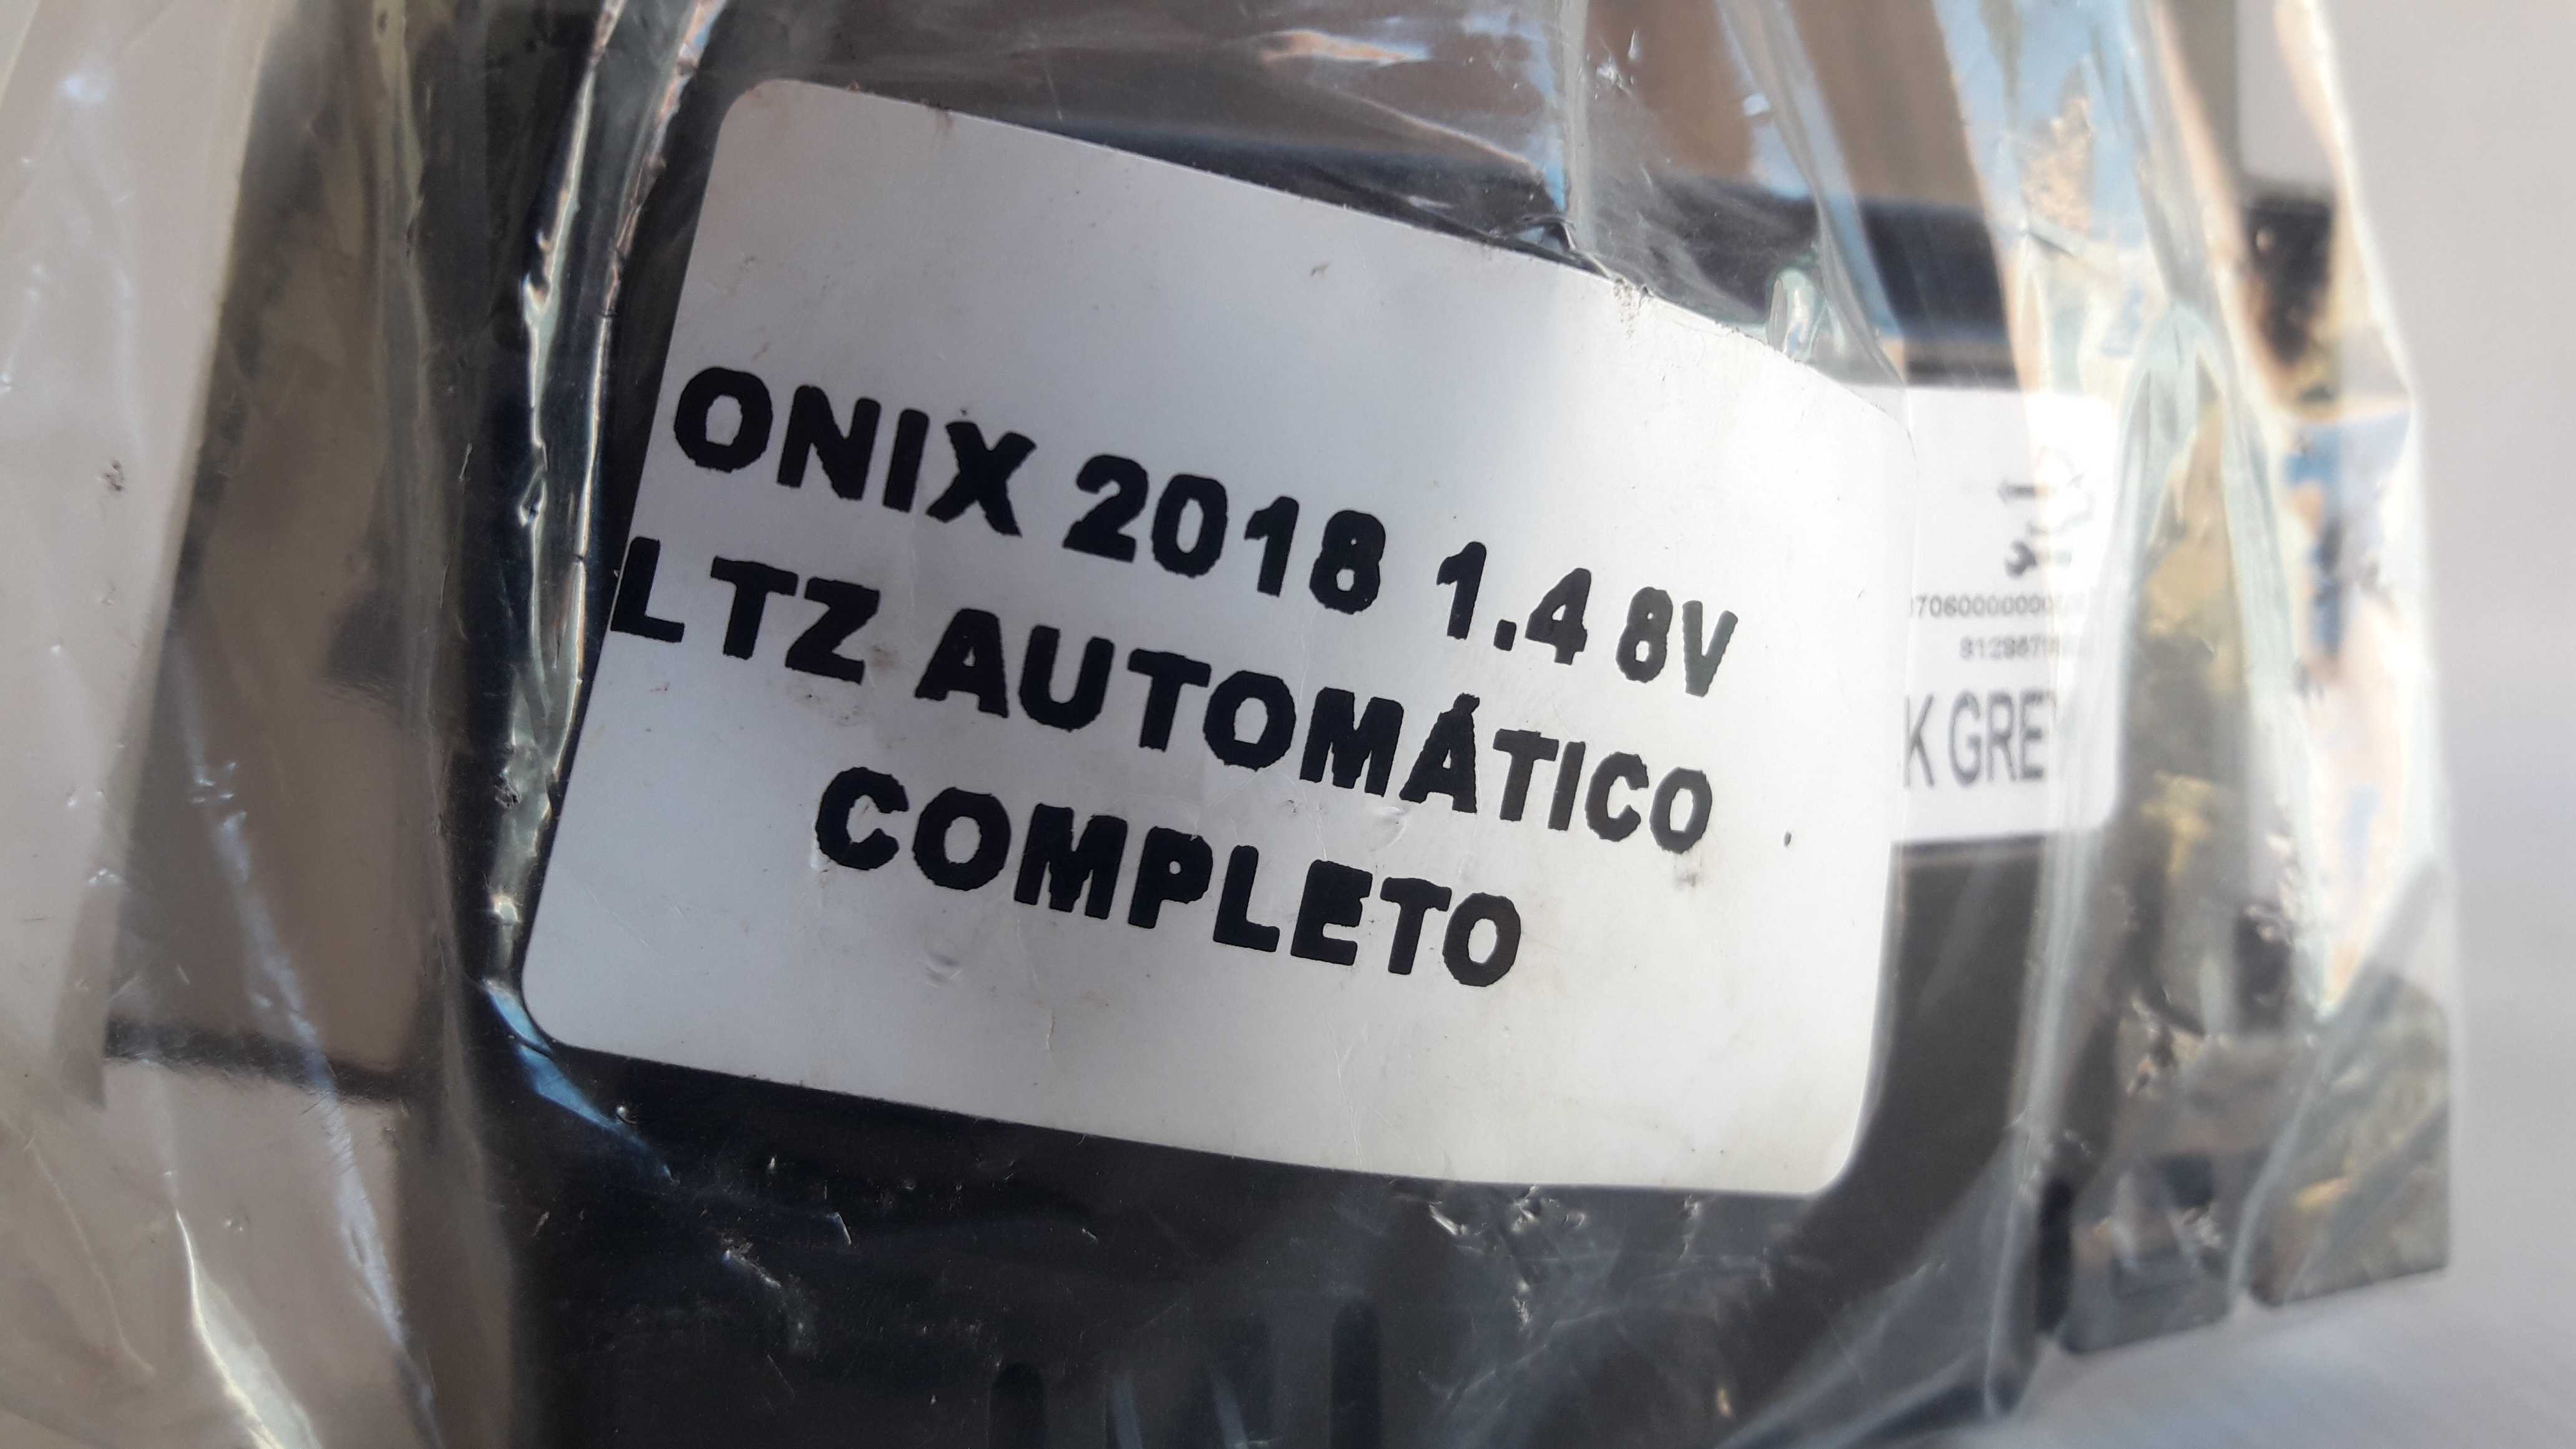 ONIX 2018 1.4 8V
LTZ AUTOMÁTICO
COMPLETO
K GREY